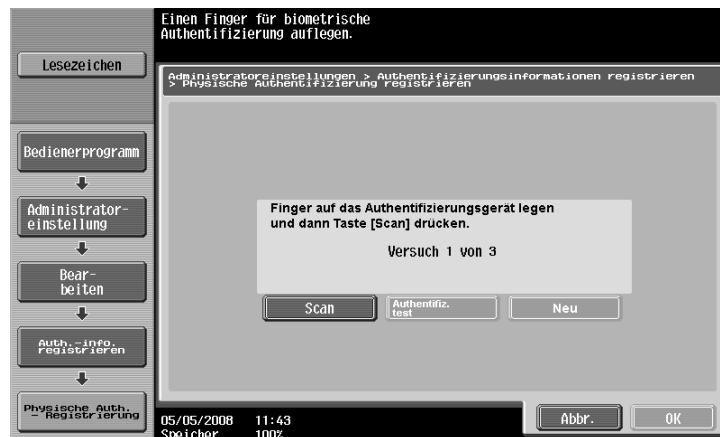 Einen Finger für biometrische
Authentifizierung auflegen.
Lesezeichen
Administratoreinstellungen > Authentifizierungsinformationen registrieren
> Physische Authentifizierung registrieren
Bedienerprogramm
Administrator-
einstellung
Bear-
beiten
Auth.-info.
registrieren
Physische Auth.
- Registrierung
Finger auf das Authentifizierungsgerät legen
und dann Taste [Scan] drücken.
Versuch 1 von 3
Scan
Authentifiz.
test
Neu
05/05/2008 11:43
Speicher 100%
Abbr.
OK